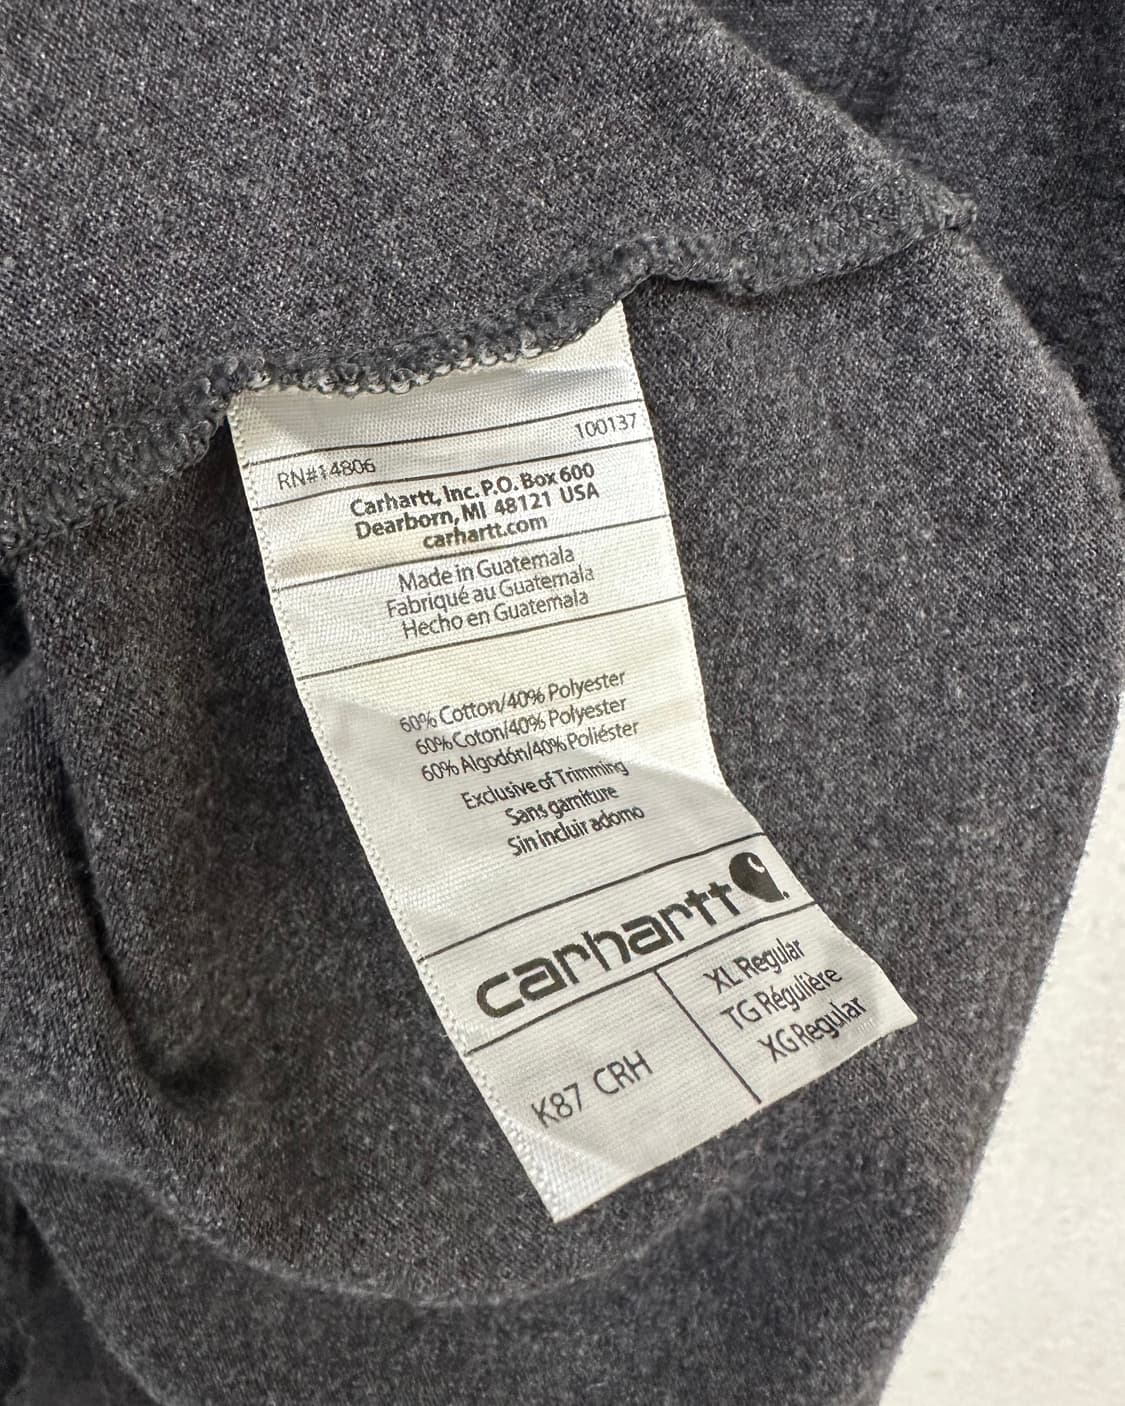 100137
RN#14806
Carhartt, Inc. P.O. Box 600
Dearborn, MI 48121 USA
carhartt.com
Made in Guatemala
Fabriqué au Guatemala
Hecho en Guatemala
60% Cotton/40% Polyester
60% Coton/40% Polyester
60% Algodón/40% Poliéster
Exclusive of Trimming
Sans garniture
Sin incluir adorno
carhartt
XL Regular
TG Régulière
XG Regular
K87 CRH